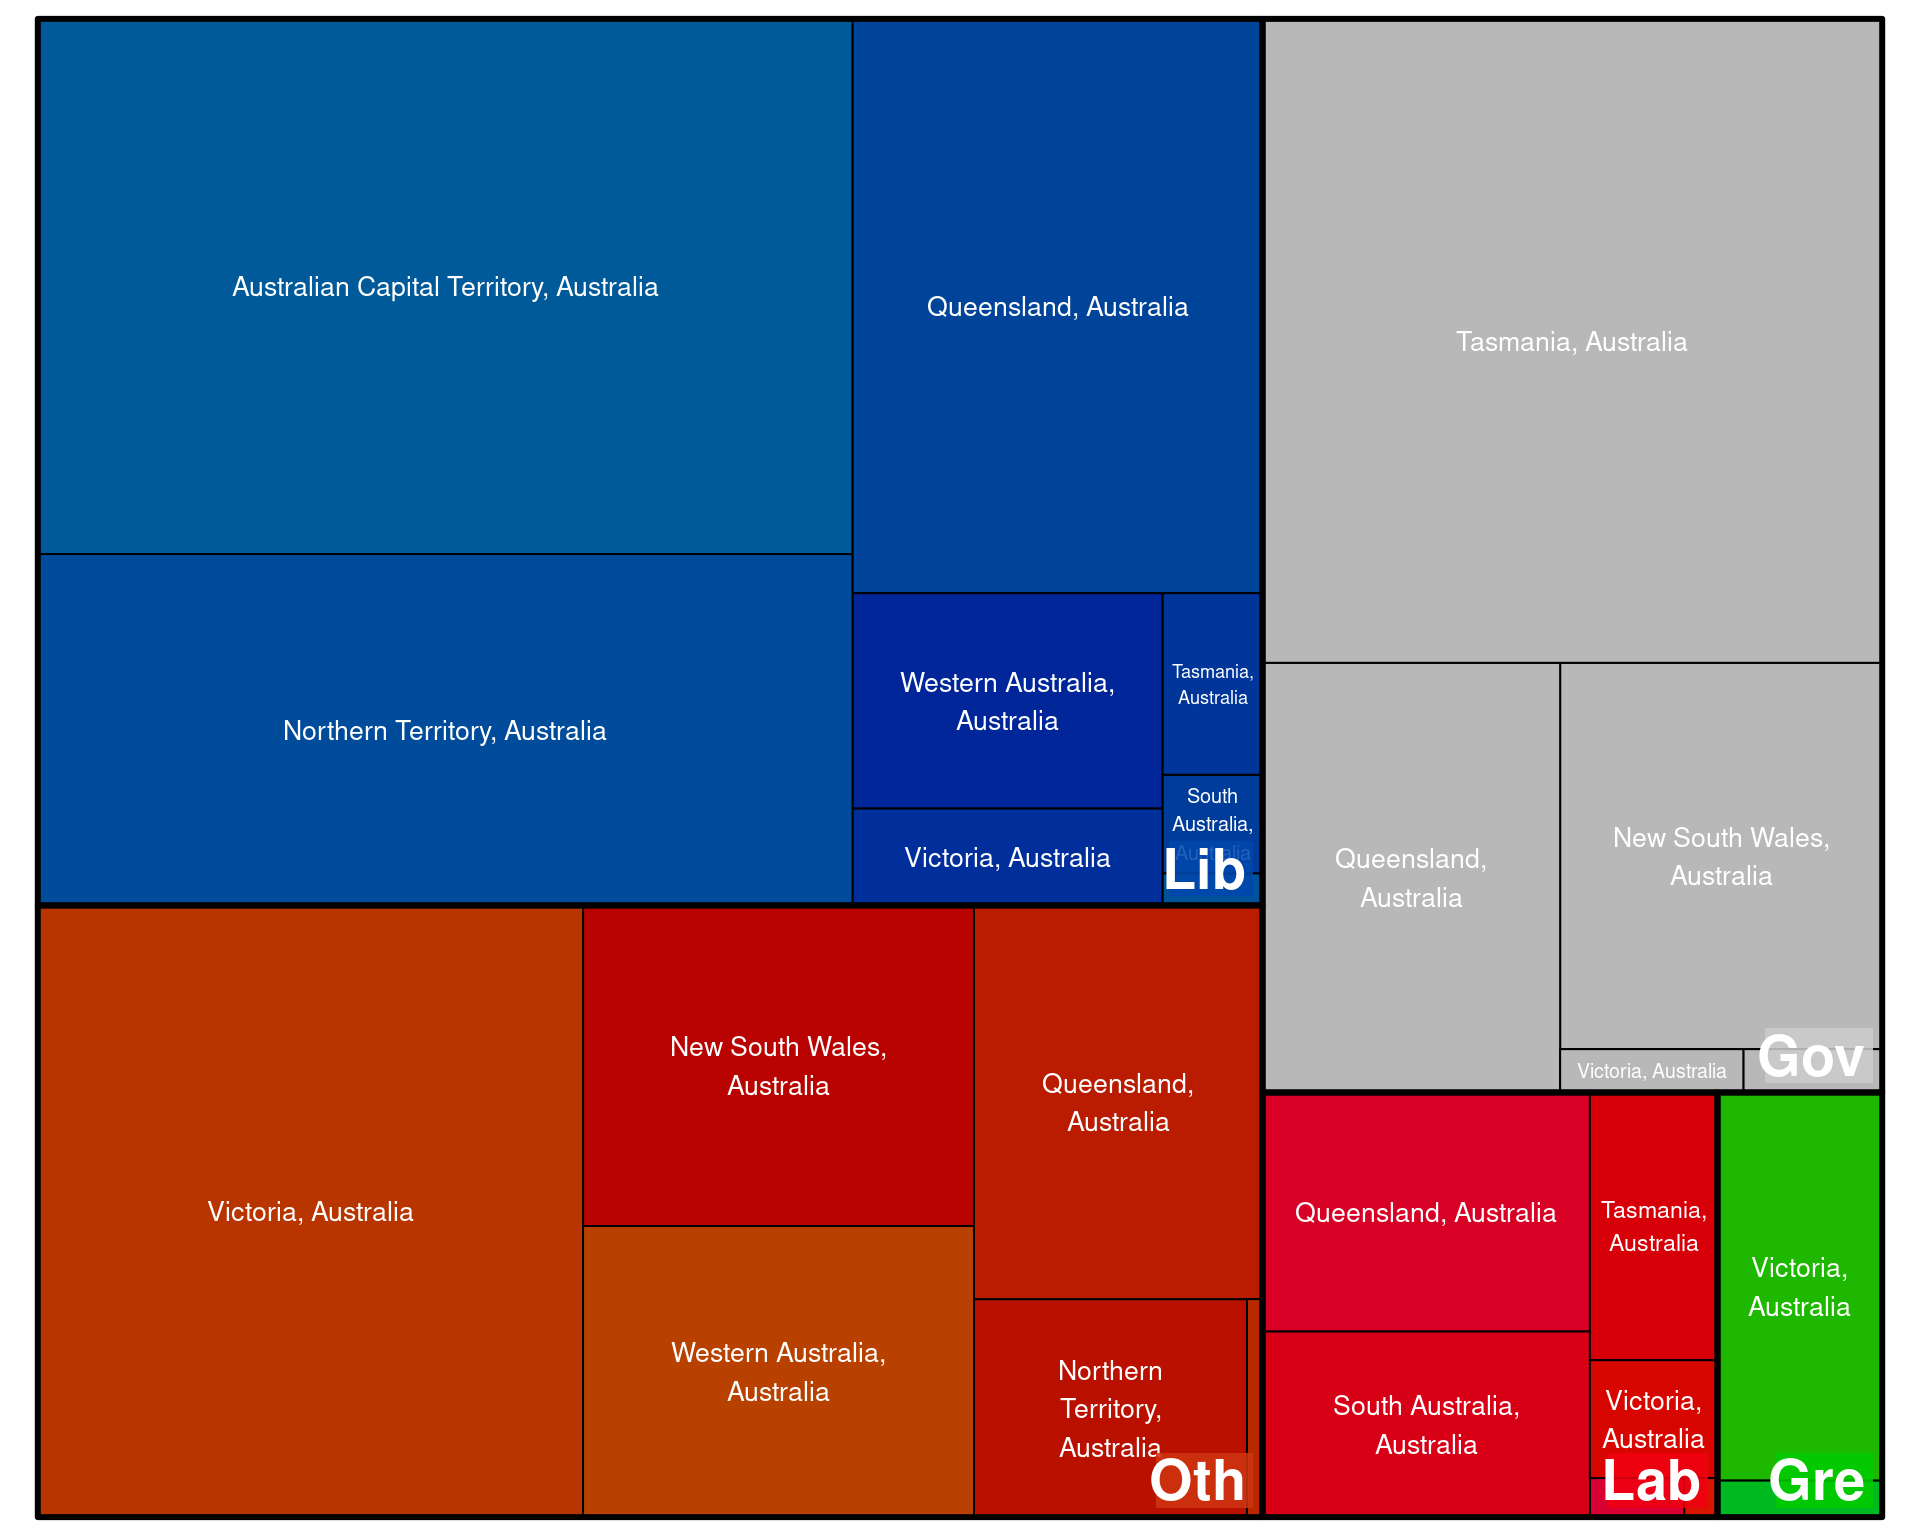 Australian Capital Territory, Australia
Northern Territory, Australia
Queensland, Australia
Western Australia,
Australia
Victoria, Australia
Tasmania,
Australia
South
Australia,
Australia
Lib
Tasmania, Australia
Queensland,
Australia
New South Wales,
Australia
Victoria, Australia
Gov
Victoria, Australia
New South Wales,
Australia
Western Australia,
Australia
Queensland,
Australia
Northern
Territory,
Australia
Oth
Queensland, Australia
South Australia,
Australia
Tasmania,
Australia
Victoria,
Australia
Lab
Victoria,
Australia
Gre